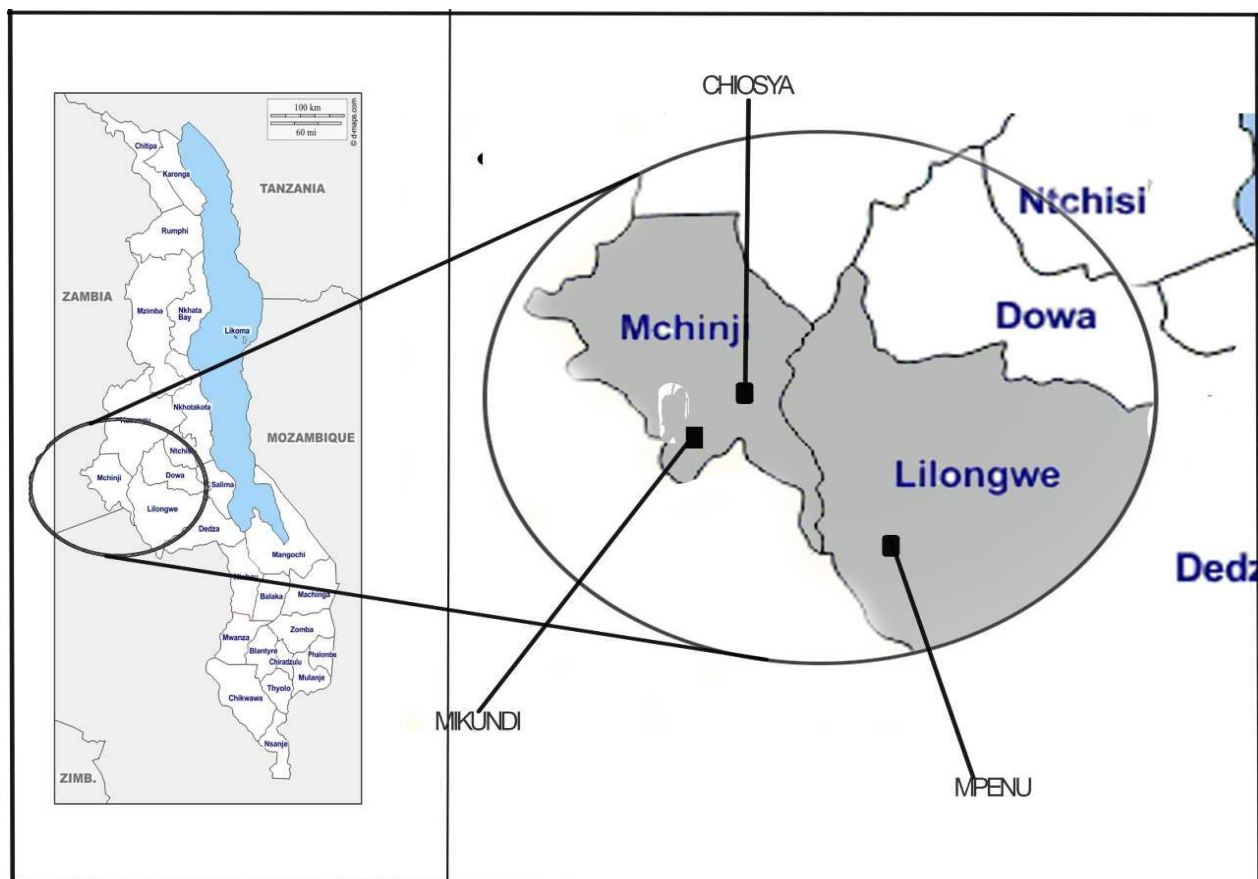 100 km
60 mi
© d-maps.com
Chitipa
Karonga
TANZANIA
Rumphi
ZAMBIA
Mzimba
Nkhata
Bay
Likoma
Nkhotakota
MOZAMBIQUE
Mchinji
Dowa
Salima
Lilongwe
Dedza
Mangochi
Balaka
Machinga
Zomba
Mwanza
Blantyre
Phalombe
Chiradzulu
Mulanje
Thyolo
Chikwawa
Nsanje
ZIMB.
CHIOSYA
Ntchisi
Mchinji
Dowa
Lilongwe
Dedz
MIKUNDI
MPENU